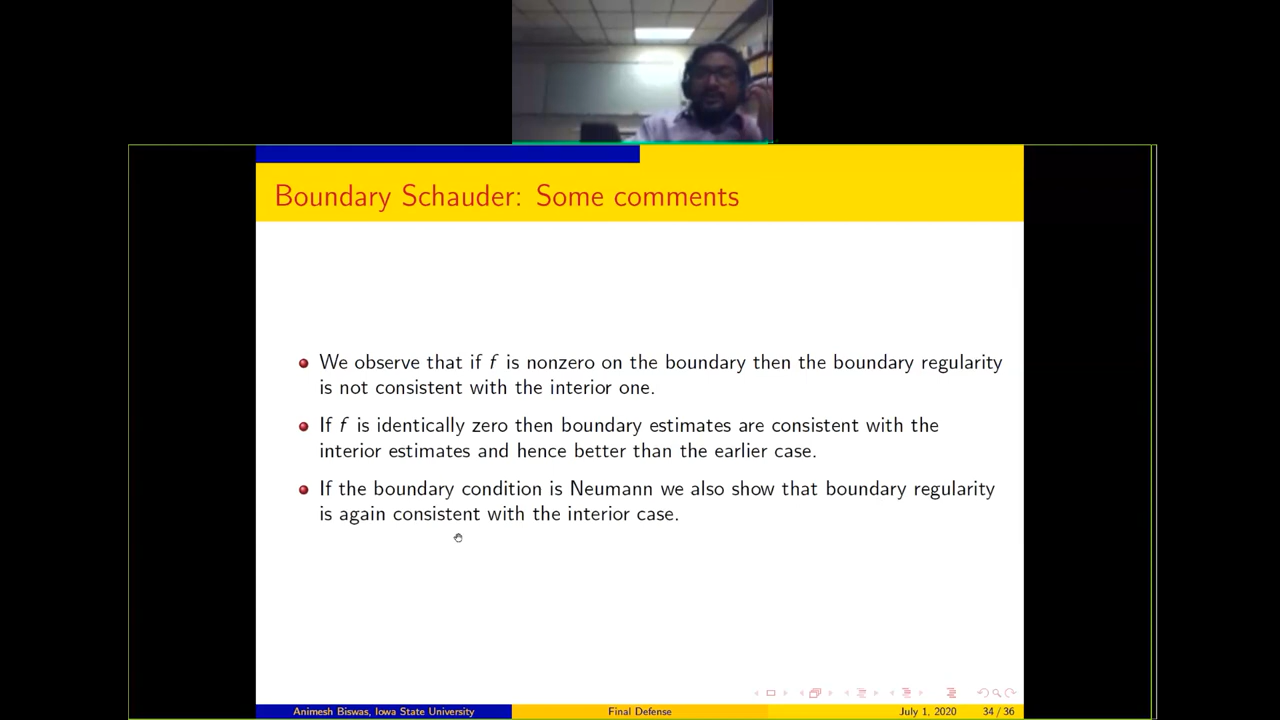 Boundary Schauder: Some comments
We observe that if f is nonzero on the boundary then the boundary regularity
is not consistent with the interior one.
If f is identically zero then boundary estimates are consistent with the
interior estimates and hence better than the earlier case.
If the boundary condition is Neumann we also show that boundary regularity
is again consistent with the interior case.
Animesh Biswas, Iowa State University Final Defense July 1, 2020 34 / 36